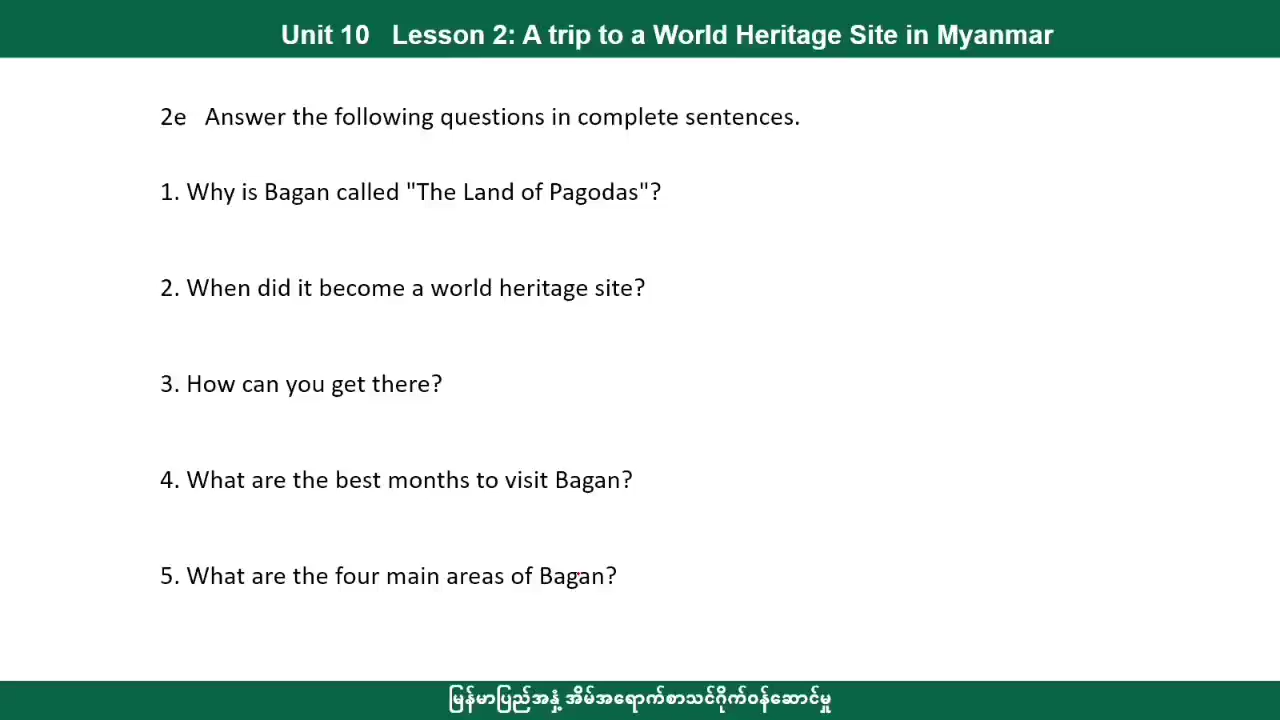 Unit 10 Lesson 2: A trip to a World Heritage Site in Myanmar
2e Answer the following questions in complete sentences.
1. Why is Bagan called "The Land of Pagodas"?
2. When did it become a world heritage site?
3. How can you get there?
4. What are the best months to visit Bagan?
5. What are the four main areas of Bagan?
မြန်မာပြည်အနှံ့ အိမ်အရောက်စာသင်ဂိုက်ဝန်ဆောင်မှု